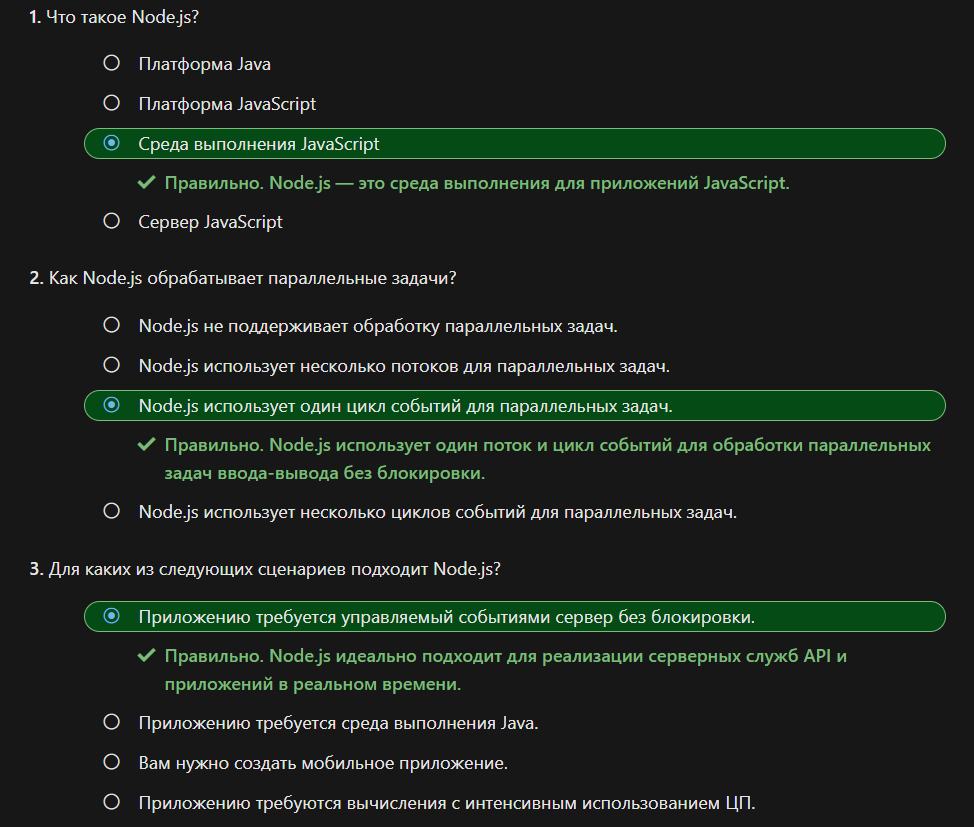 1. Что такое Node.js?
Платформа Java
Платформа JavaScript
Среда выполнения JavaScript
Правильно. Node.js — это среда выполнения для приложений JavaScript.
Сервер JavaScript
2. Как Node.js обрабатывает параллельные задачи?
Node.js не поддерживает обработку параллельных задач.
Node.js использует несколько потоков для параллельных задач.
Node.js использует один цикл событий для параллельных задач.
Правильно. Node.js использует один поток и цикл событий для обработки параллельных
задач ввода-вывода без блокировки.
Node.js использует несколько циклов событий для параллельных задач.
3. Для каких из следующих сценариев подходит Node.js?
Приложению требуется управляемый событиями сервер без блокировки.
Правильно. Node.js идеально подходит для реализации серверных служб API и
приложений в реальном времени.
Приложению требуется среда выполнения Java.
Вам нужно создать мобильное приложение.
Приложению требуются вычисления с интенсивным использованием ЦП.